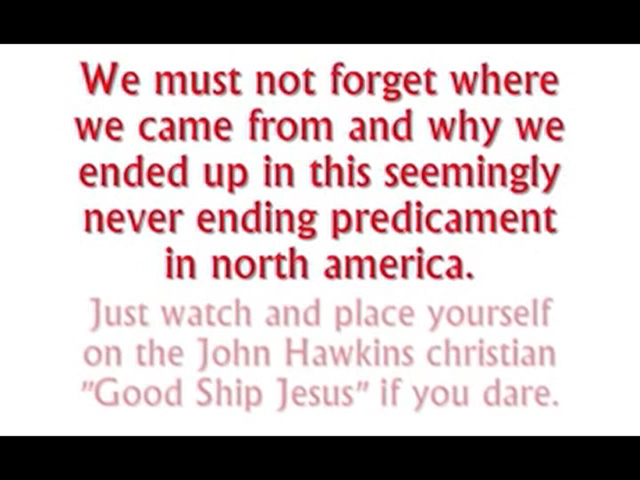 We must not forget where
we came from and why we
ended up in this seemingly
never ending predicament
in north america.
Just watch and place yourself
on the John Hawkins christian
"Good Ship Jesus" if you dare.